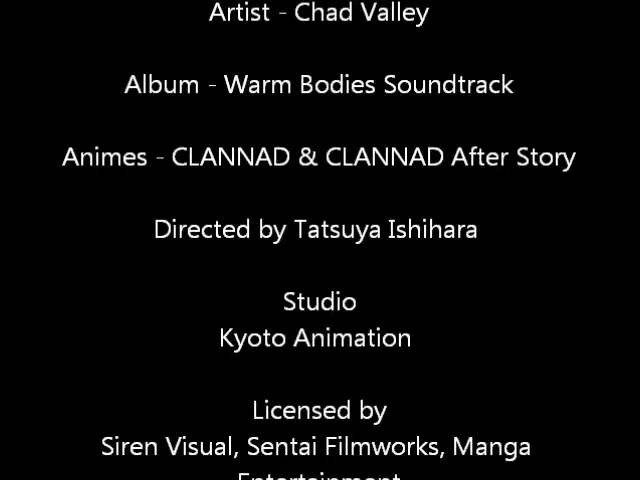 Artist - Chad Valley
Album - Warm Bodies Soundtrack
Animes - CLANNAD & CLANNAD After Story
Directed by Tatsuya Ishihara
Studio
Kyoto Animation
Licensed by
Siren Visual, Sentai Filmworks, Manga
Entertainment